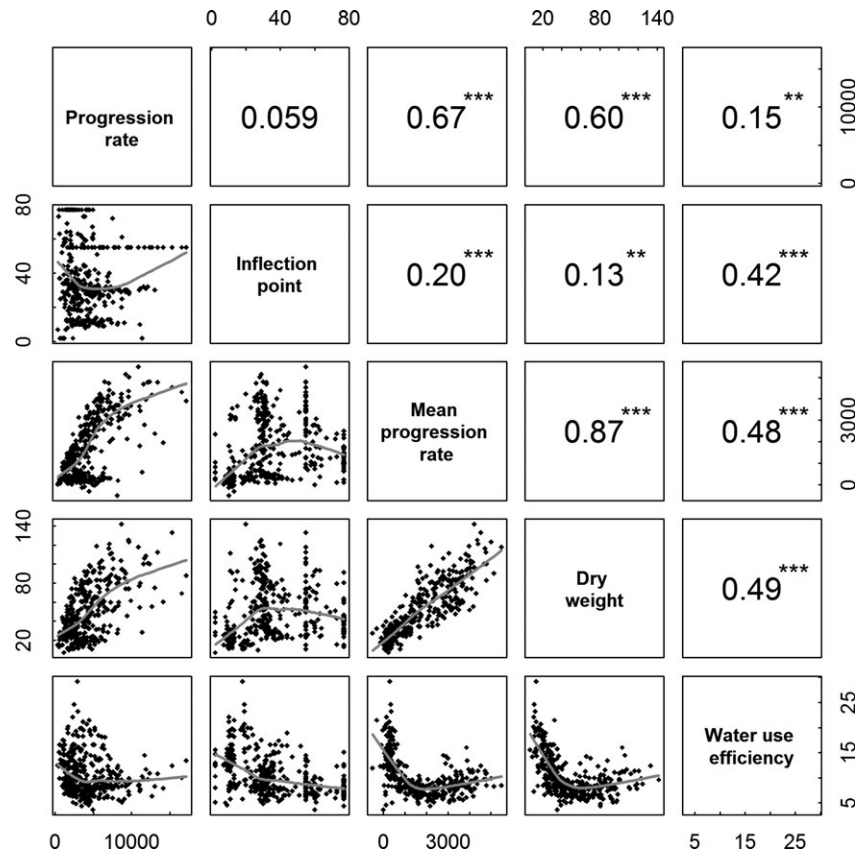 0 40 80
20 80 140
Progression
rate
0.059
0.67***
0.60***
0.15 **
0 10000
0 40 80
Inflection
point
0.20***
0.13 **
0.42***
Mean
progression
rate
0.87***
0.48***
0 3000
20 80 140
Dry
weight
0.49***
Water use
efficiency
5 15 25
0 10000
0 3000
5 15 25